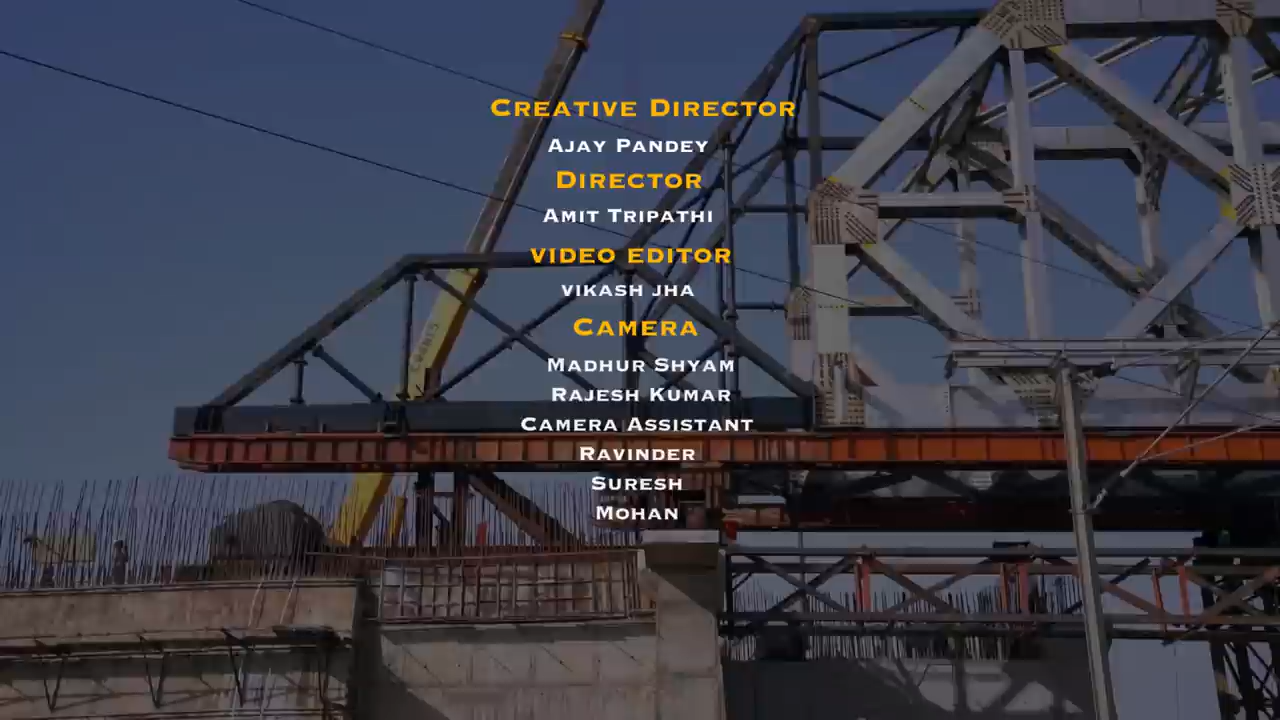 Creative Director
Ajay Pandey
Director
Amit Tripathi
VIDEO EDITOR
VIKASH JHA
Camera
Madhur Shyam
Rajesh Kumar
Camera Assistant
Ravinder
Suresh
Mohan